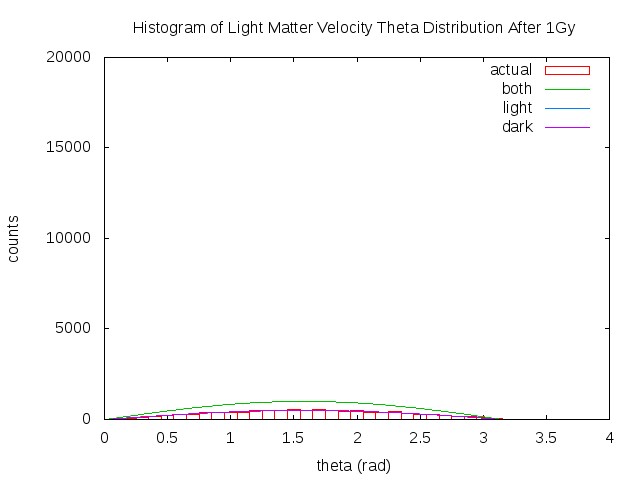 Histogram of Light Matter Velocity Theta Distribution After 1Gy
20000
15000
10000
5000
0
counts
actual
both
light
dark
0 0.5 1 1.5 2 2.5 3 3.5 4
theta (rad)